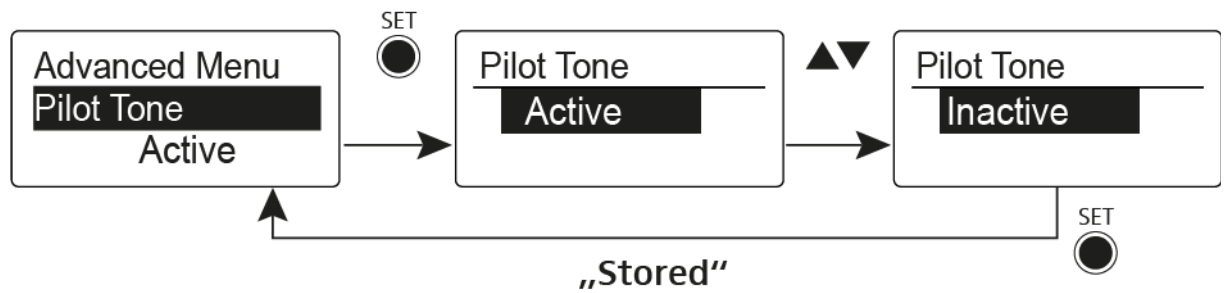 Advanced Menu
Pilot Tone
Active
SET
Pilot Tone
Active
Pilot Tone
Inactive
SET
„Stored“